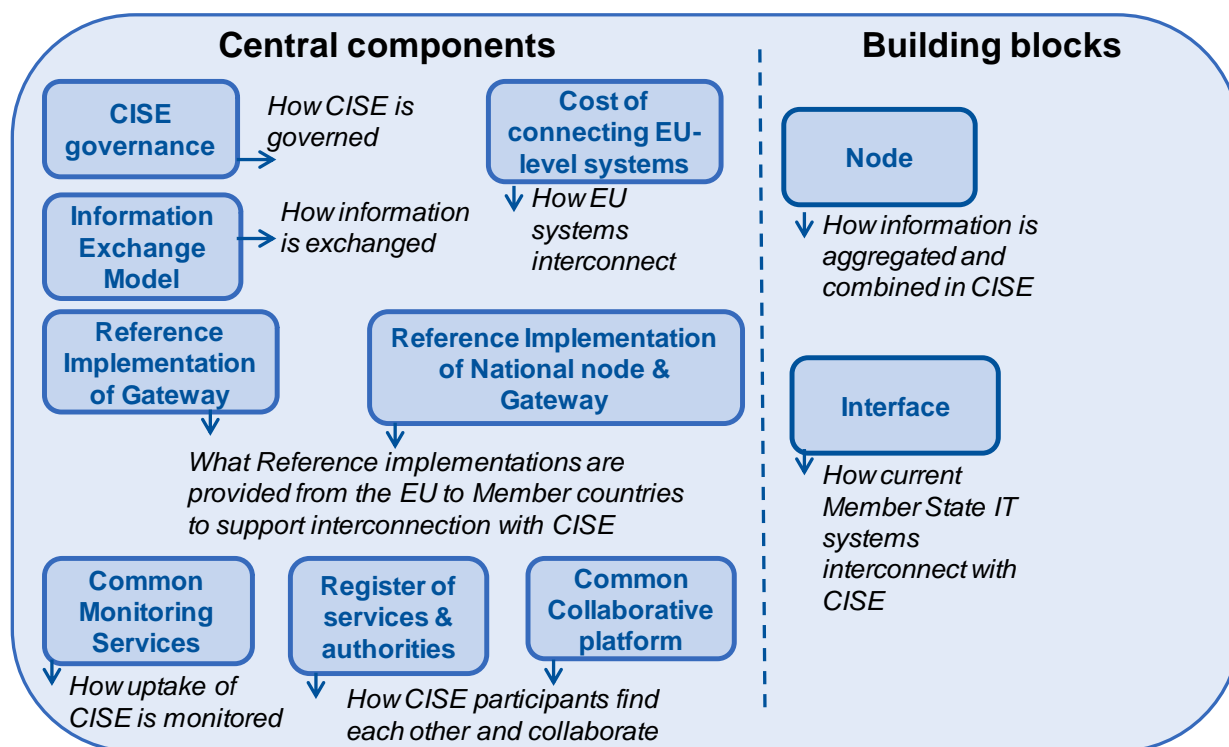 Central components
Building blocks
CISE
governance
How CISE is
governed
Cost of
connecting EU-
level systems
How EU
systems
interconnect
Information
Exchange
Model
How information
is exchanged
Reference
Implementation
of Gateway
Reference Implementation
of National node &
Gateway
What Reference implementations are
provided from the EU to Member countries
to support interconnection with CISE
Common
Monitoring
Services
How uptake of
CISE is monitored
Register of
services &
authorities
Common
Collaborative
platform
How CISE participants find
each other and collaborate
Node
How information is
aggregated and
combined in CISE
Interface
How current
Member State IT
systems
interconnect with
CISE